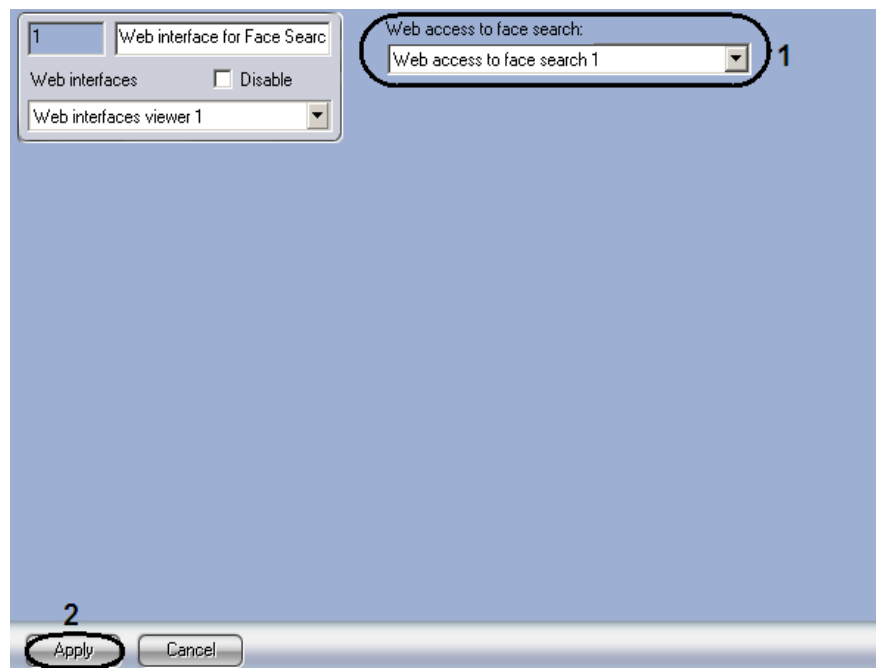 1
Web interface for Face Searc
Web interfaces
Disable
Web interfaces viewer 1
Web access to face search:
Web access to face search 1
1
2
Apply
Cancel